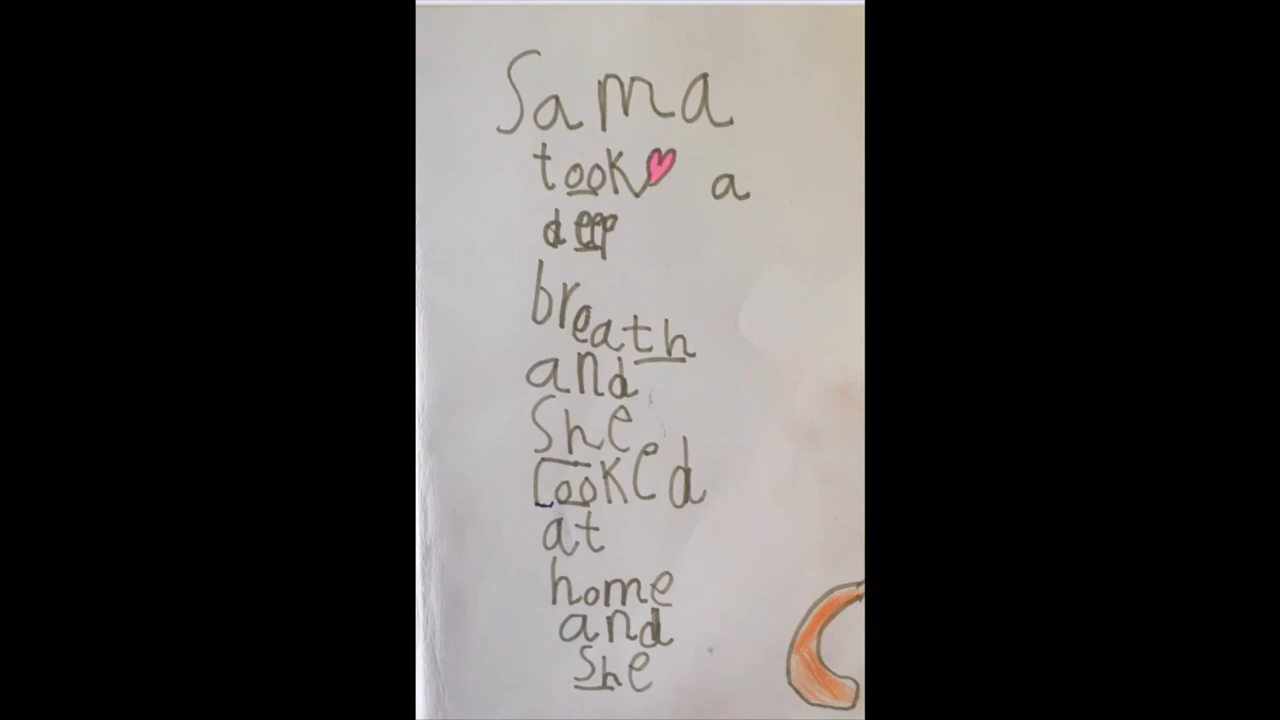 Sama
took a
deep
breath
and
She
looked
at
home
and
She